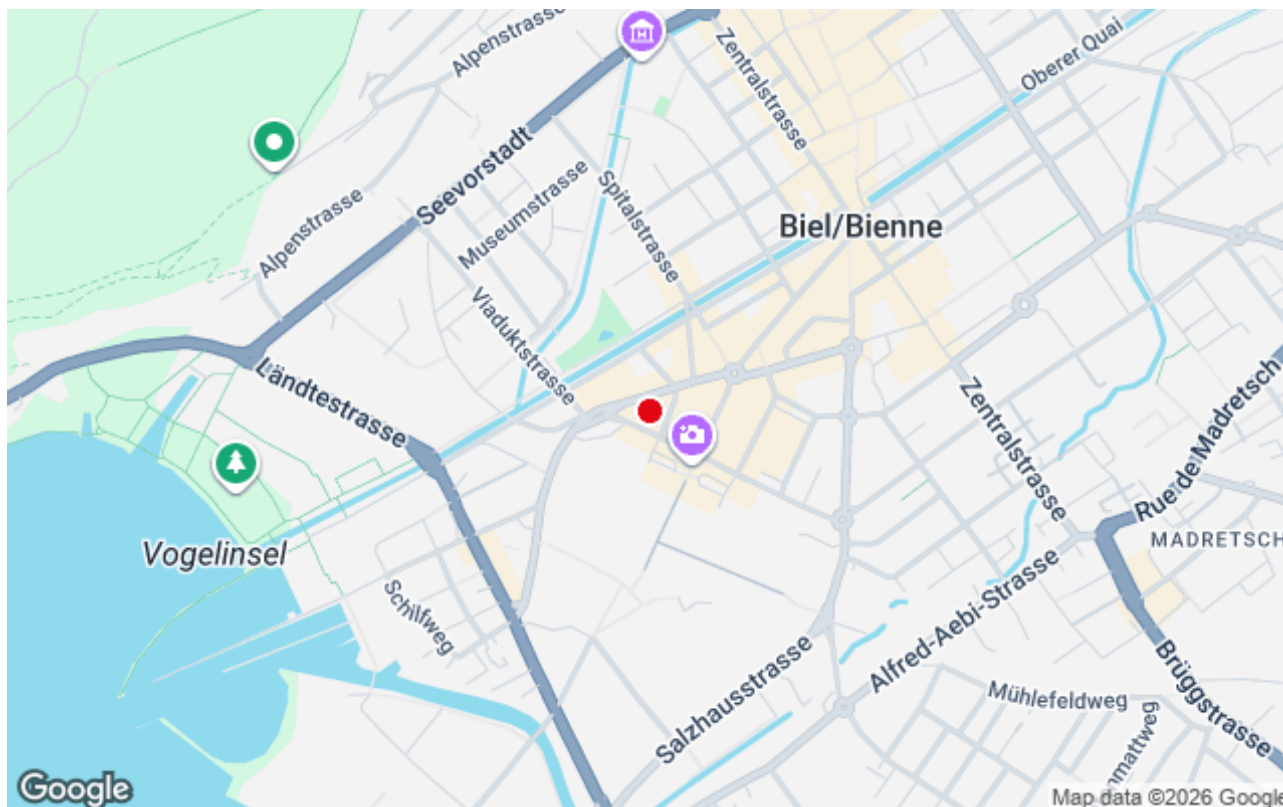 Alpenstrasse
Zentralstrasse
Oberer Quai
Seevorstadt
Museumstrasse
Spitalstrasse
Alpenstrasse
Biel/Bienne
Viaduktstrasse
Ländtestrasse
Zentralstrasse
Rue de Madretsch
Vogelinsel
MADRETSCH
Schilfweg
Alfred-Aebi-Strasse
Salzhausstrasse
Mühlefeldweg
Brüggstrasse
nmattweg
Google
Map data ©2026 Google